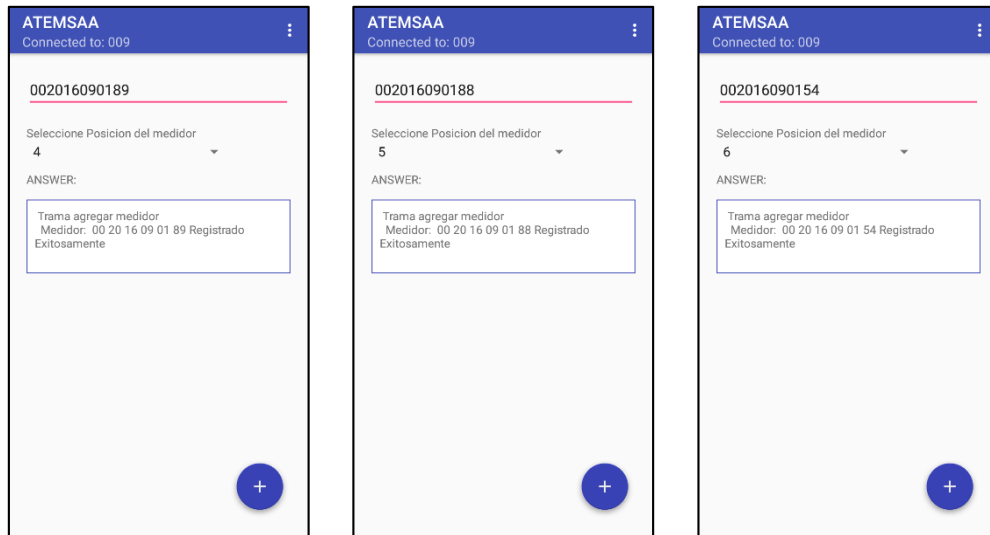 ATEMSAA
Connected to: 009
002016090189
Seleccione Posicion del medidor
4
ANSWER:
Trama agregar medidor
Medidor: 00 20 16 09 01 89 Registrado
Exitosamente
+
ATEMSAA
Connected to: 009
002016090188
Seleccione Posicion del medidor
5
ANSWER:
Trama agregar medidor
Medidor: 00 20 16 09 01 88 Registrado
Exitosamente
+
ATEMSAA
Connected to: 009
002016090154
Seleccione Posicion del medidor
6
ANSWER:
Trama agregar medidor
Medidor: 00 20 16 09 01 54 Registrado
Exitosamente
+